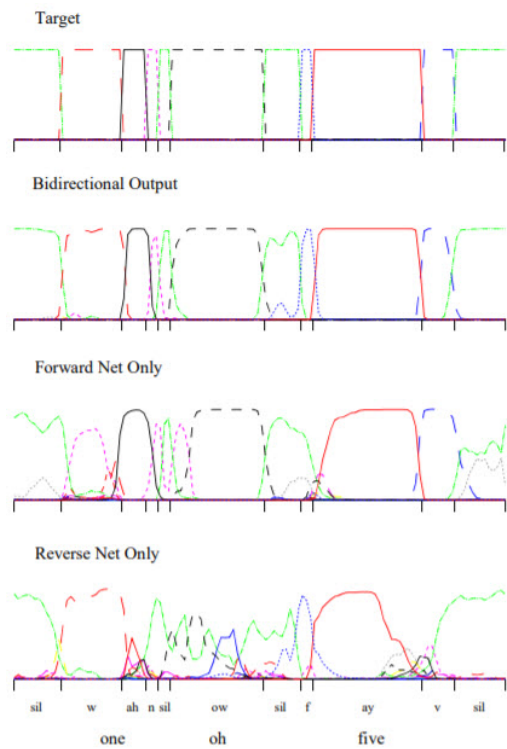 Target
Bidirectional Output
Forward Net Only
Reverse Net Only
sil w ah n sil ow sil f ay v sil
one oh five